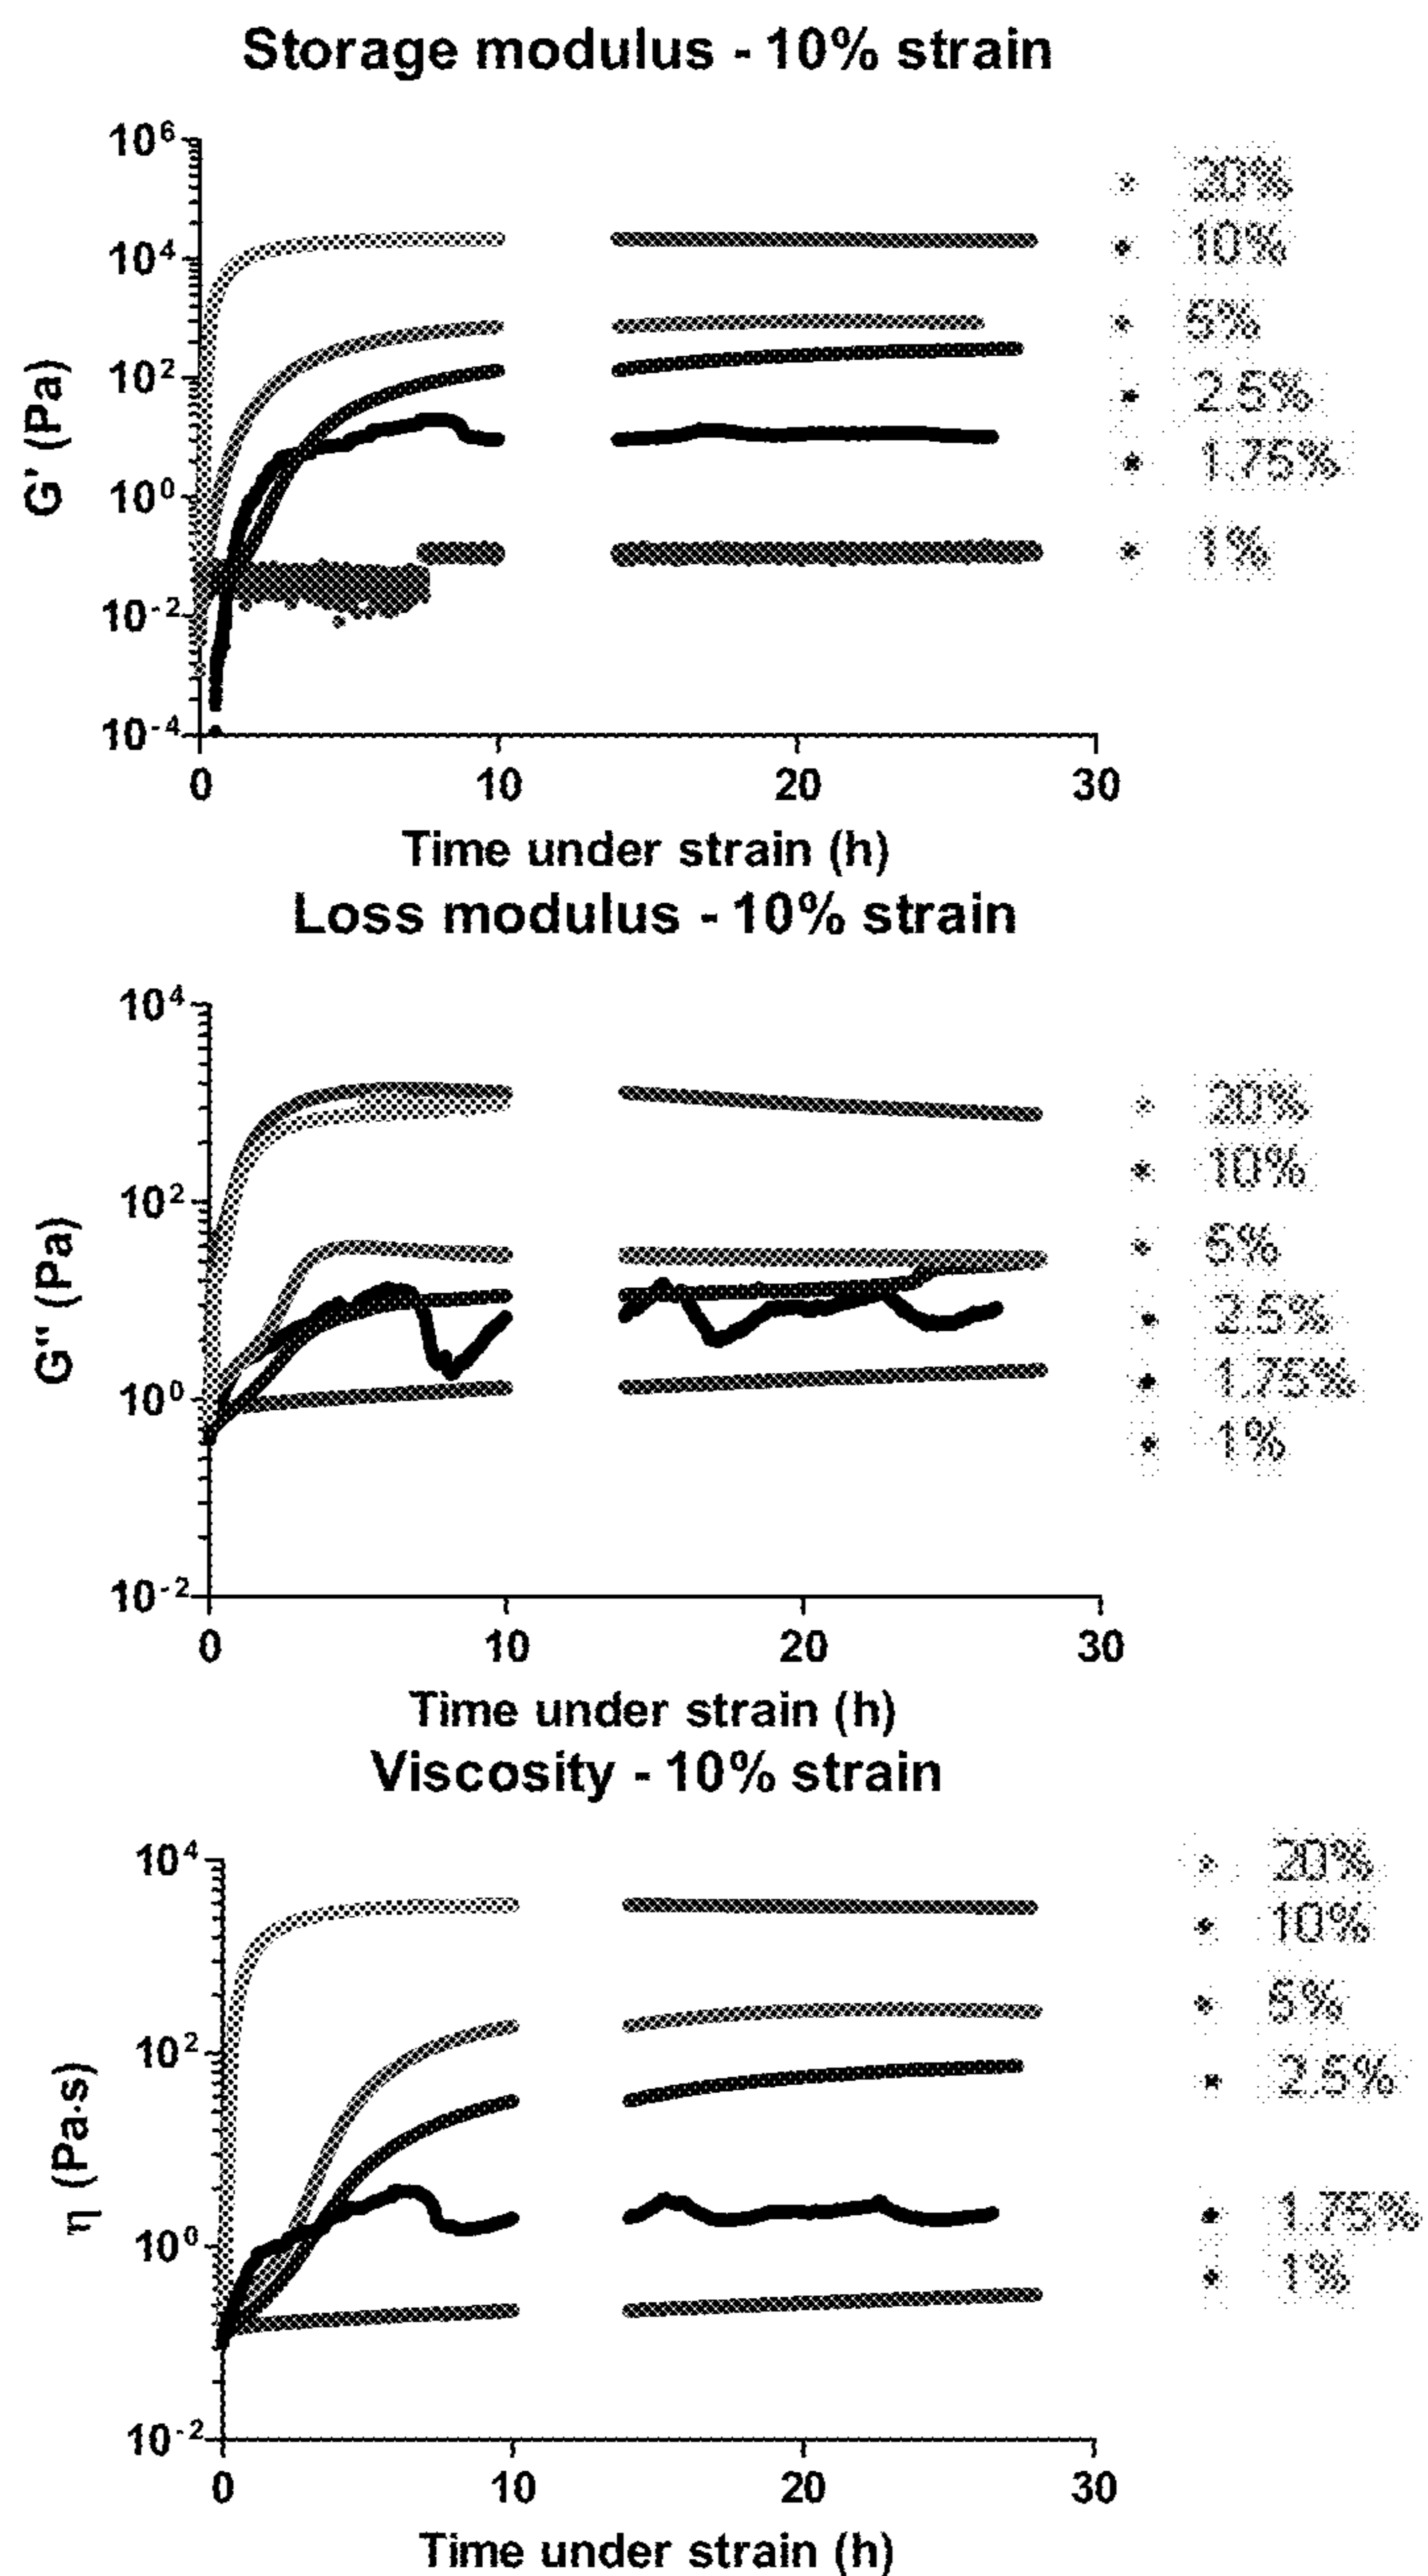 Storage modulus - 10% strain
10⁶
10⁴
10²
10⁰
10⁻²
10⁻⁴
G' (Pa)
0 10 20 30
Time under strain (h)
20%
10%
5%
2.5%
1.75%
1%
Loss modulus - 10% strain
10⁴
10²
10⁰
10⁻²
G'' (Pa)
0 10 20 30
Time under strain (h)
20%
10%
5%
2.5%
1.75%
1%
Viscosity - 10% strain
10⁴
10²
10⁰
10⁻²
η (Pa·s)
0 10 20 30
Time under strain (h)
20%
10%
5%
2.5%
1.75%
1%